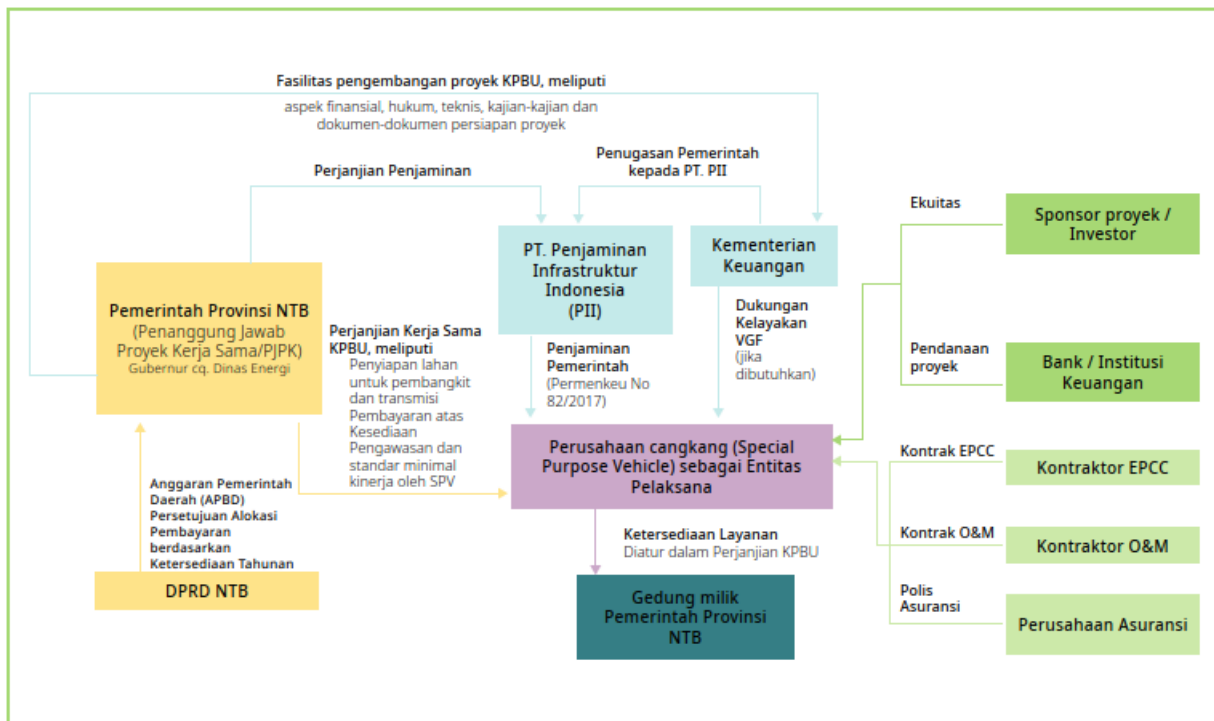 Fasilitas pengembangan proyek KPBU, meliputi
aspek finansial, hukum, teknis, kajian-kajian dan
dokumen-dokumen persiapan proyek
Perjanjian Penjaminan
Penugasan Pemerintah
kepada PT. PII
Ekuitas
Sponsor proyek /
Investor
PT. Penjaminan
Infrastruktur
Indonesia
(PII)
Kementerian
Keuangan
Pemerintah Provinsi NTB
(Penanggung Jawab
Proyek Kerja Sama/PJPK)
Gubernur cq. Dinas Energi
Perjanjian Kerja Sama
KPBU, meliputi
Penyiapan lahan
untuk pembangkit
dan transmisi
Pembayaran atas
Kesediaan
Pengawasan dan
standar minimal
kinerja oleh SPV
Penjaminan
Pemerintah
(Permenkeu No
82/2017)
Dukungan
Kelayakan
VGF
(jika
dibutuhkan)
Pendanaan
proyek
Bank / Institusi
Keuangan
Perusahaan cangkang (Special
Purpose Vehicle) sebagai Entitas
Pelaksana
Kontrak EPCC
Kontraktor EPCC
Anggaran Pemerintah
Daerah (APBD)
Persetujuan Alokasi
Pembayaran
berdasarkan
Ketersediaan Tahunan
DPRD NTB
Ketersediaan Layanan
Diatur dalam Perjanjian KPBU
Kontrak O&M
Kontraktor O&M
Gedung milik
Pemerintah Provinsi
NTB
Polis
Asuransi
Perusahaan Asuransi